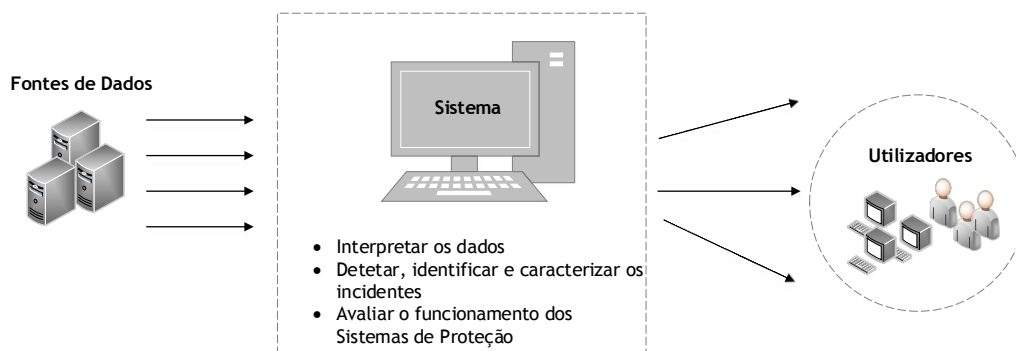 Fontes de Dados
Sistema
Utilizadores
• Interpretar os dados
• Detetar, identificar e caracterizar os
incidentes
• Avaliar o funcionamento dos
Sistemas de Proteção